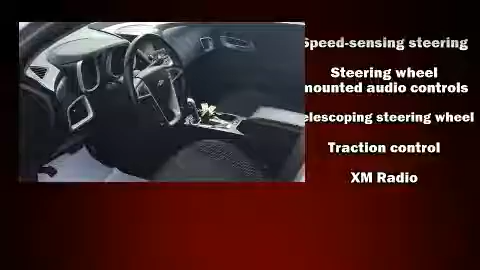 Speed-sensing steering
Steering wheel
mounted audio controls
elescoping steering wheel
Traction control
XM Radio